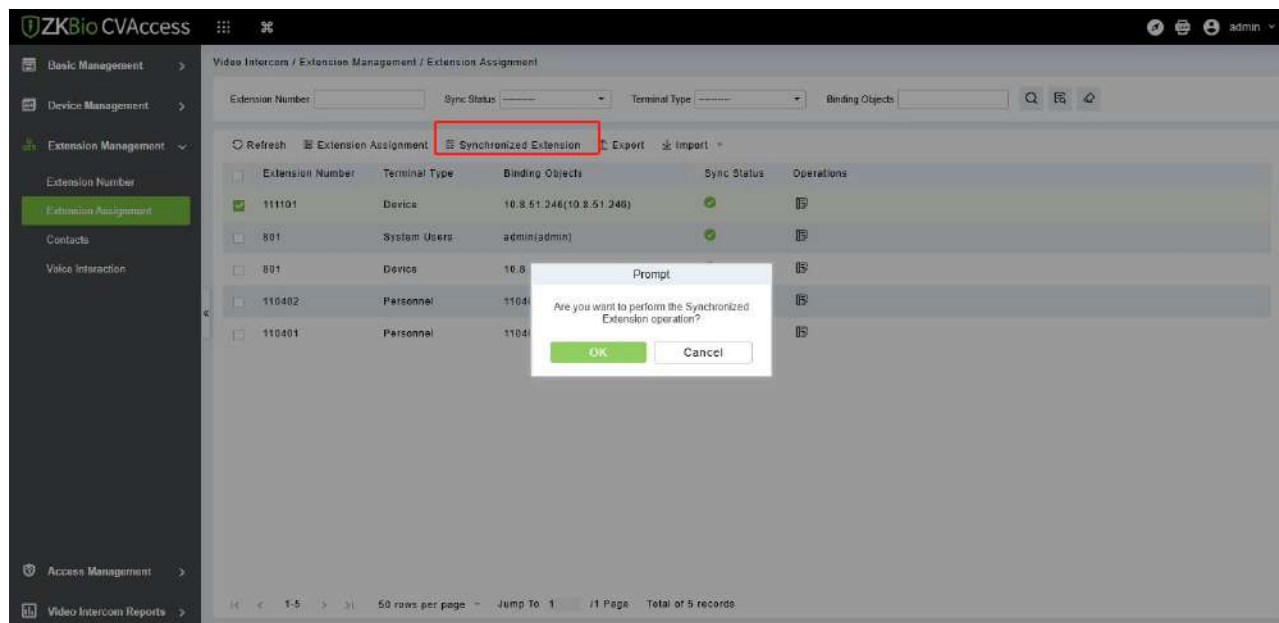 ZKBio CVAccess
admin
Basic Management
Device Management
Extension Management
Extension Number
Extension Assignment
Contacts
Voice Interaction
Access Management
Video Intercom Reports
Video Intercom / Extension Management / Extension Assignment
Extension Number Sync Status --------- Terminal Type --------- Binding Objects
Refresh Extension Assignment Synchronized Extension Export Import
Extension Number Terminal Type Binding Objects Sync Status Operations
111101 Device 10.8.51.246(10.8.51.246)
801 System Users admin(admin)
801 Device 10.8
110402 Personnel 1104
110401 Personnel 1104
Prompt
Are you want to perform the Synchronized
Extension operation?
OK Cancel
1-5 50 rows per page Jump To 1 /1 Page Total of 5 records